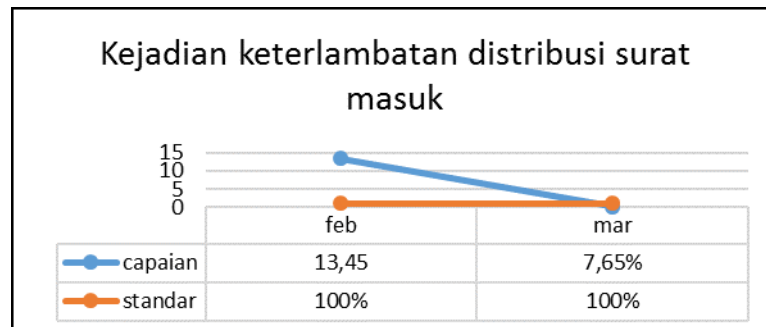 Kejadian keterlambatan distribusi surat
masuk
15
10
5
0
feb mar
capaian 13,45 7,65%
standar 100% 100%